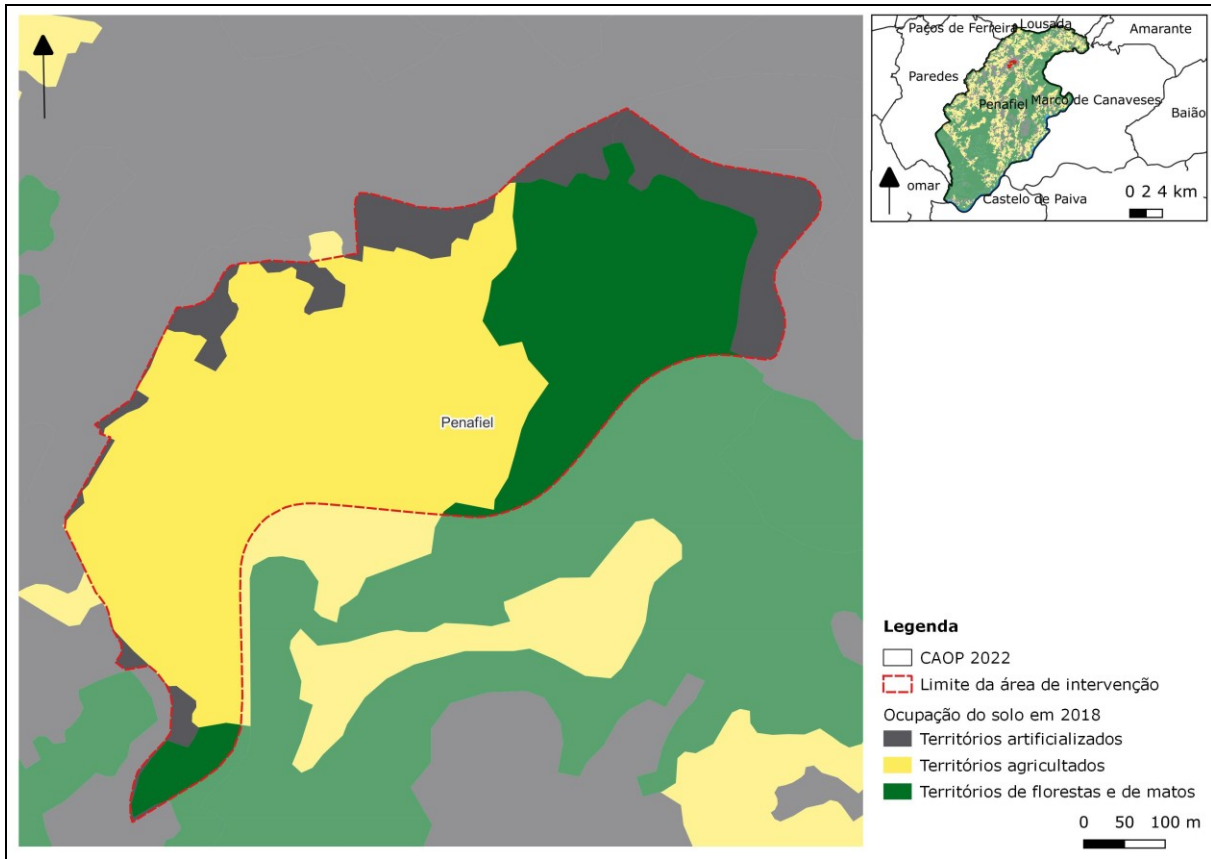 Penafiel
Paços de Ferreira
Lousada
Amarante
Paredes
Penafiel
Marco de Canaveses
Baião
omar
Castelo de Paiva
0 2 4 km
Legenda
CAOP 2022
Limite da área de intervenção
Ocupação do solo em 2018
Territórios artificializados
Territórios agricultados
Territórios de florestas e de matos
0 50 100 m